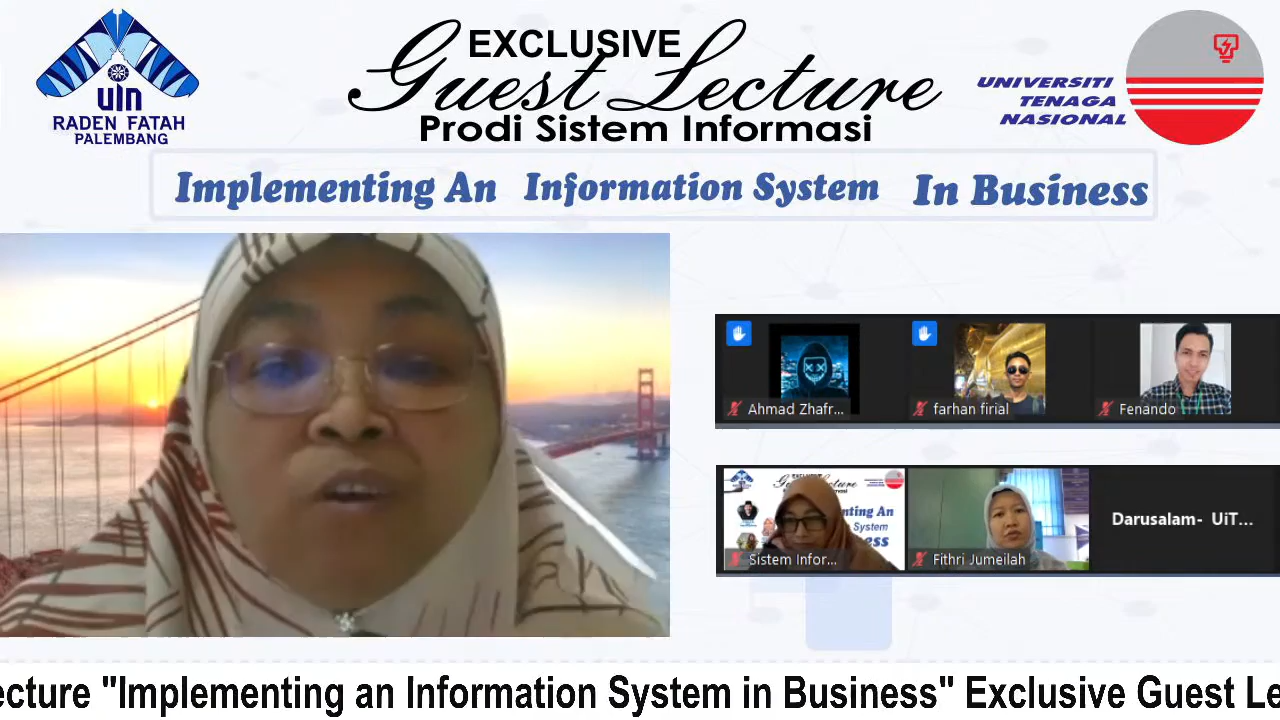 EXCLUSIVE
Guest Lecture
Prodi Sistem Informasi
uin
RADEN FATAH
PALEMBANG
UNIVERSITI
TENAGA
NASIONAL
Implementing An Information System In Business
Ahmad Zhafr...
farhan firial
Fenando
Sistem Infor...
Fithri Jumeilah
Darusalam- UiT...
ecture "Implementing an Information System in Business" Exclusive Guest Le